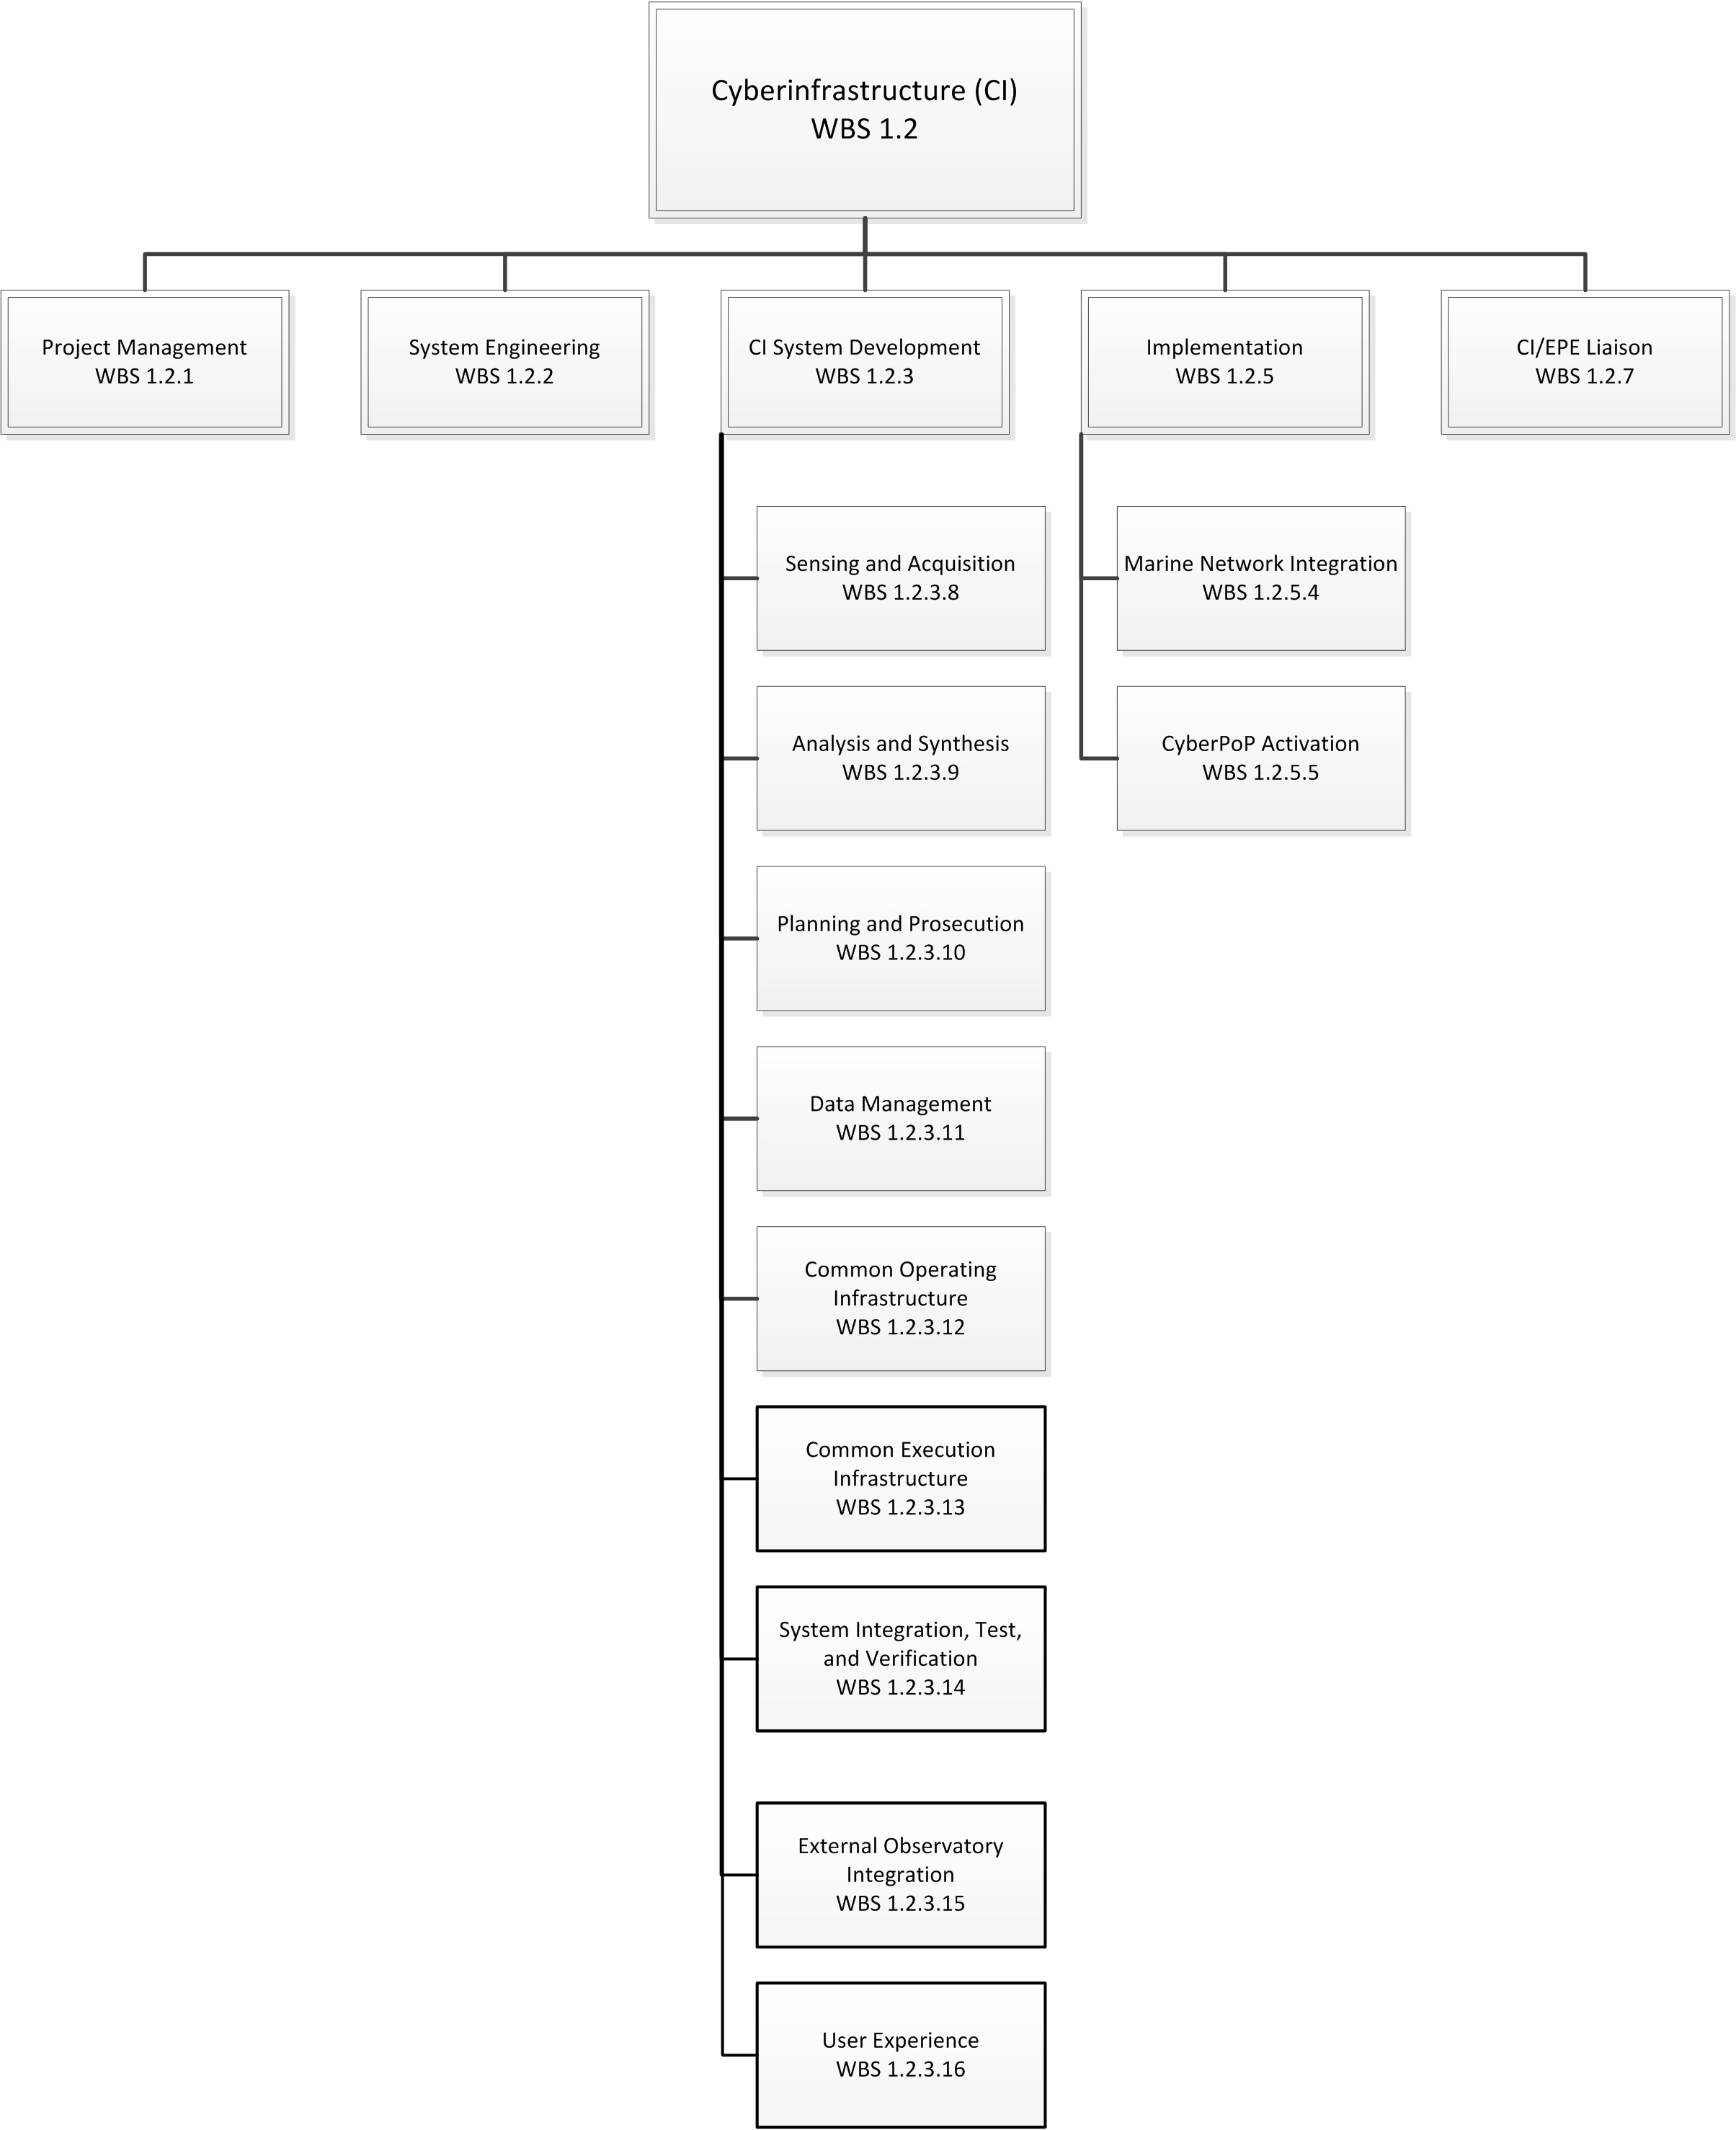 Cyberinfrastructure (CI)
WBS 1.2
Project Management
WBS 1.2.1
System Engineering
WBS 1.2.2
CI System Development
WBS 1.2.3
Implementation
WBS 1.2.5
CI/EPE Liaison
WBS 1.2.7
Sensing and Acquisition
WBS 1.2.3.8
Marine Network Integration
WBS 1.2.5.4
Analysis and Synthesis
WBS 1.2.3.9
CyberPoP Activation
WBS 1.2.5.5
Planning and Prosecution
WBS 1.2.3.10
Data Management
WBS 1.2.3.11
Common Operating
Infrastructure
WBS 1.2.3.12
Common Execution
Infrastructure
WBS 1.2.3.13
System Integration, Test,
and Verification
WBS 1.2.3.14
External Observatory
Integration
WBS 1.2.3.15
User Experience
WBS 1.2.3.16